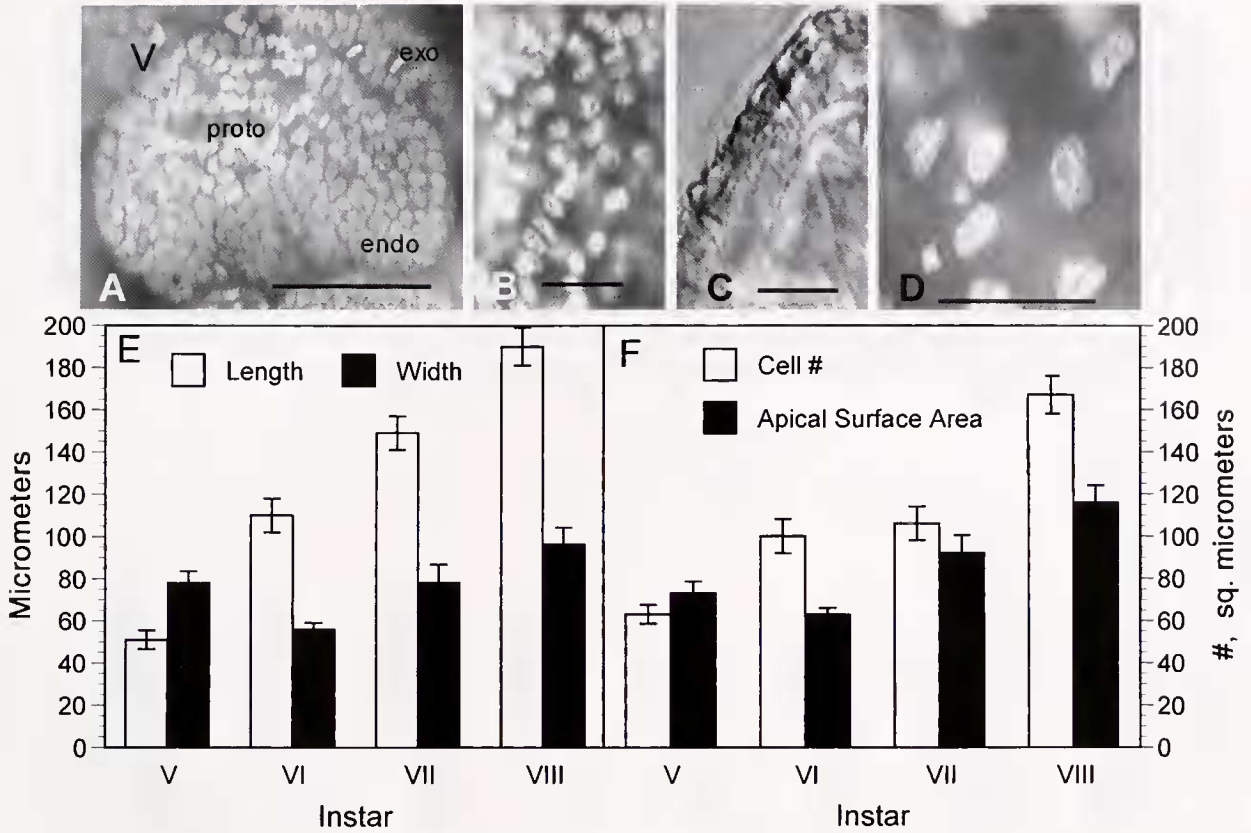 V
exo
proto
endo
A
B
C
D
E
Length
Width
F
Cell #
Apical Surface Area
200
180
160
140
120
100
80
60
40
20
0
Micrometers
200
180
160
140
120
100
80
60
40
20
0
#, sq. micrometers
V VI VII VIII V VI VII VIII
Instar Instar